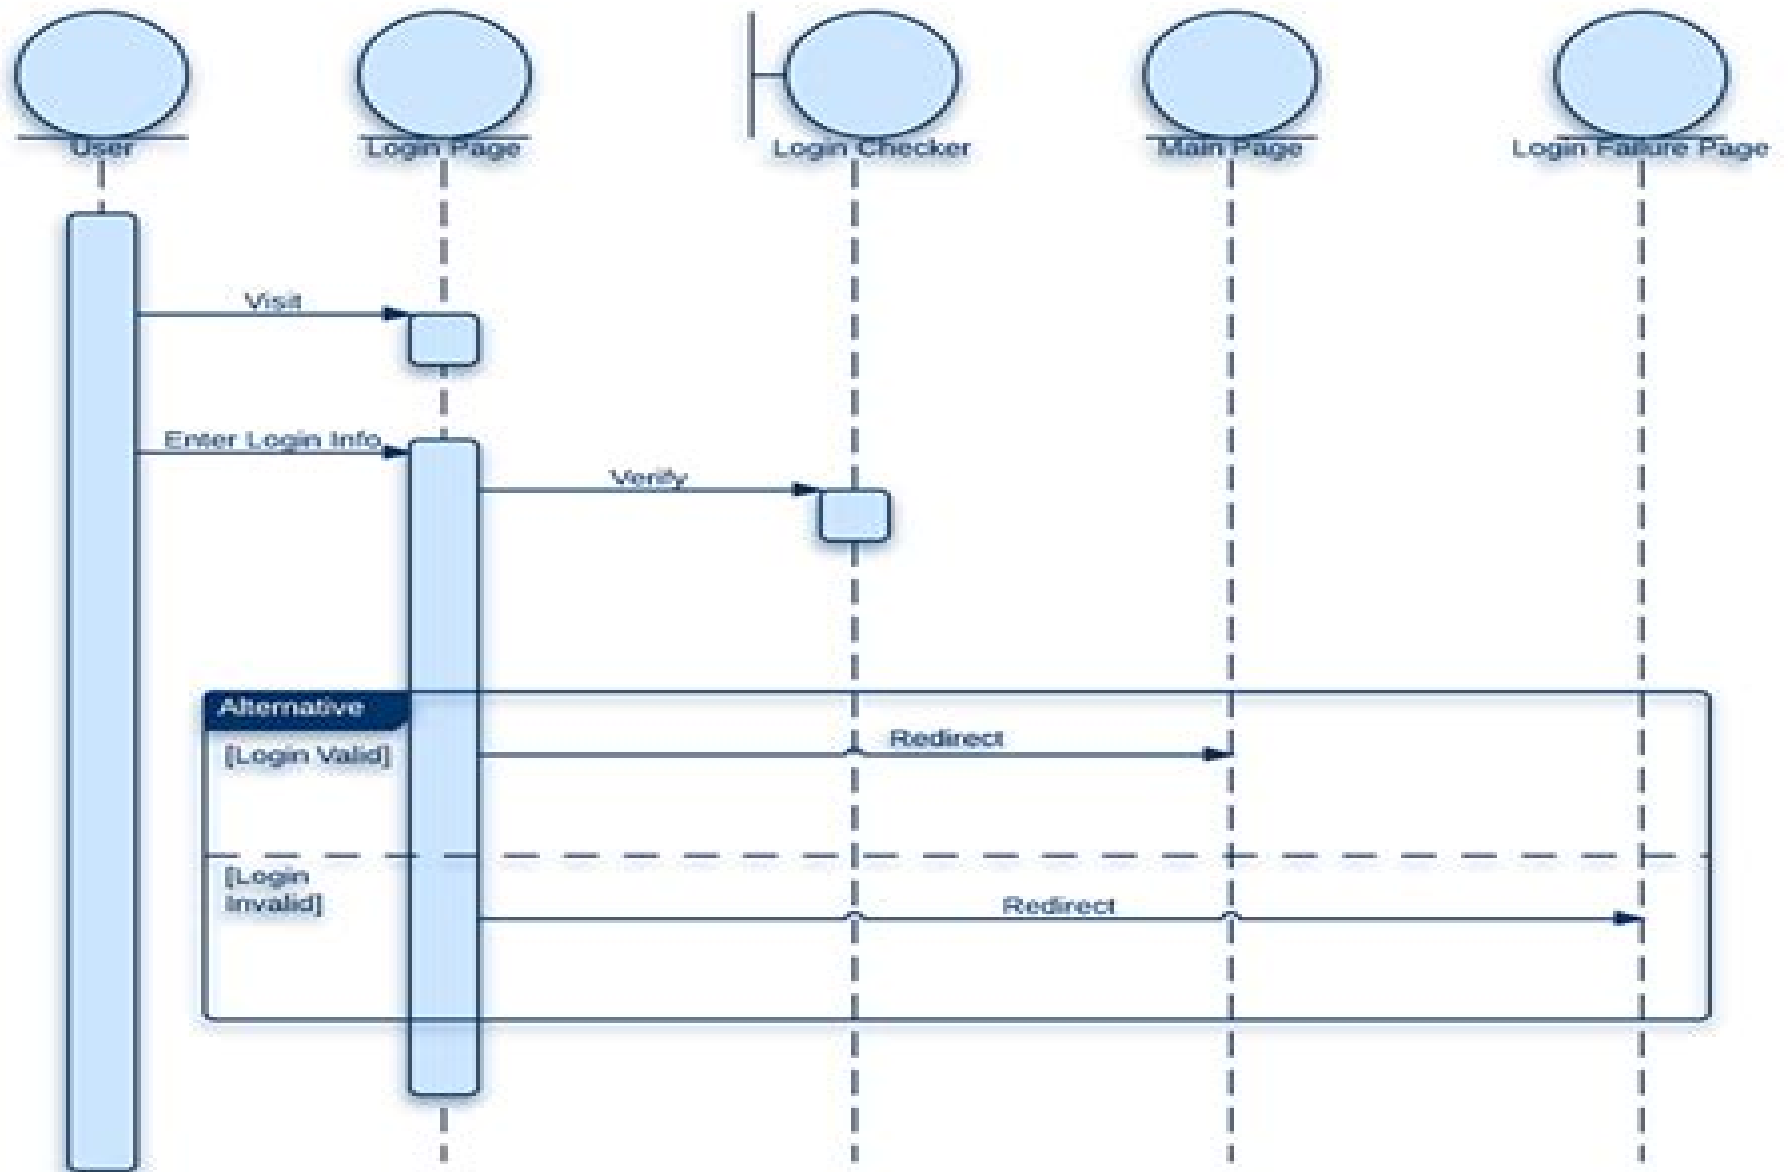 User
Login Page
Login Checker
Main Page
Login Failure Page
Visit
Enter Login Info
Verify
Alternative
[Login Valid]
Redirect
[Login
Invalid]
Redirect